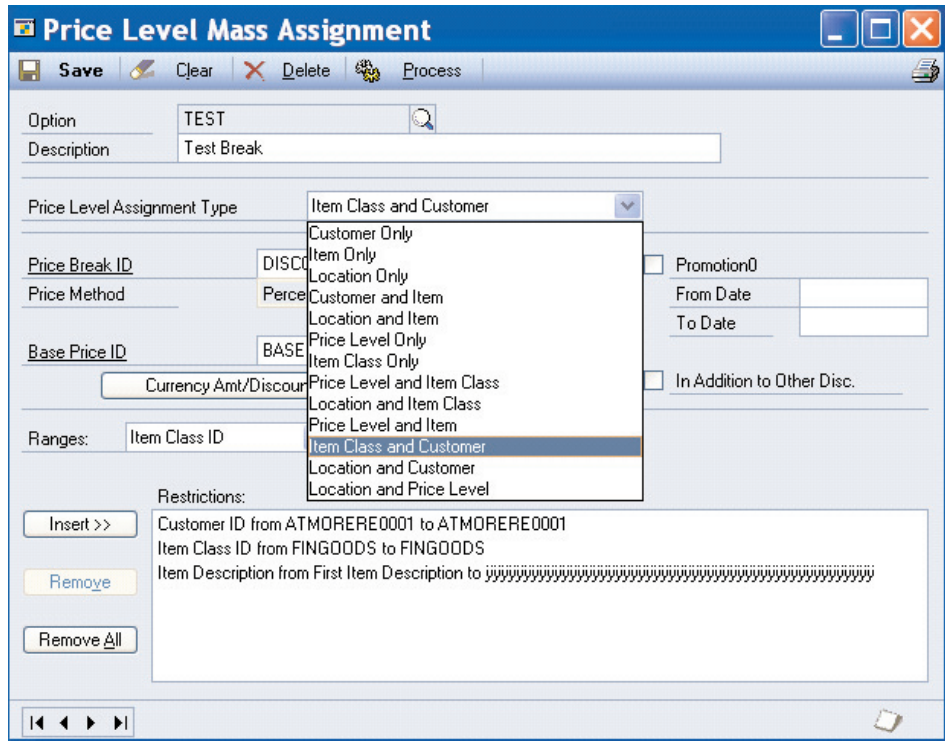 Price Level Mass Assignment
Save Clear Delete Process
Option TEST
Description Test Break
Price Level Assignment Type Item Class and Customer
Customer Only
Item Only
Location Only
Customer and Item
Location and Item
Price Level Only
Item Class Only
Price Level and Item Class
Location and Item Class
Price Level and Item
Item Class and Customer
Location and Customer
Location and Price Level
Price Break ID
Promotion0
Price Method
From Date
To Date
Base Price ID BASE
Currency Amt/Discoun
In Addition to Other Disc.
Ranges: Item Class ID
Restrictions:
Insert >>
Customer ID from ATMORERE0001 to ATMORERE0001
Item Class ID from FINGOODS to FINGOODS
Item Description from First Item Description to
Remove
Remove All